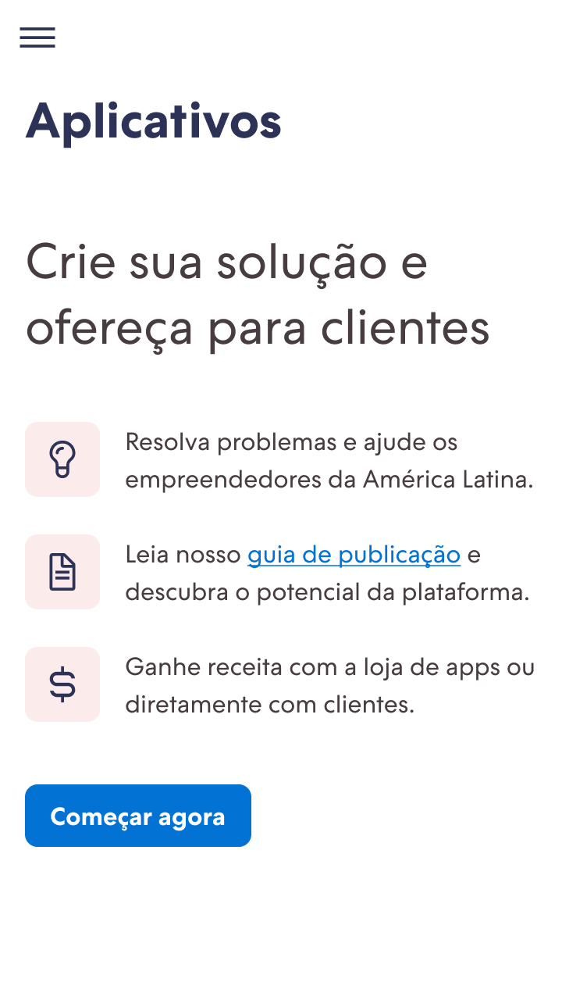 Aplicativos
Crie sua solução e
ofereça para clientes
Resolva problemas e ajude os
empreendedores da América Latina.
Leia nosso guia de publicação e
descubra o potencial da plataforma.
Ganhe receita com a loja de apps ou
diretamente com clientes.
Começar agora